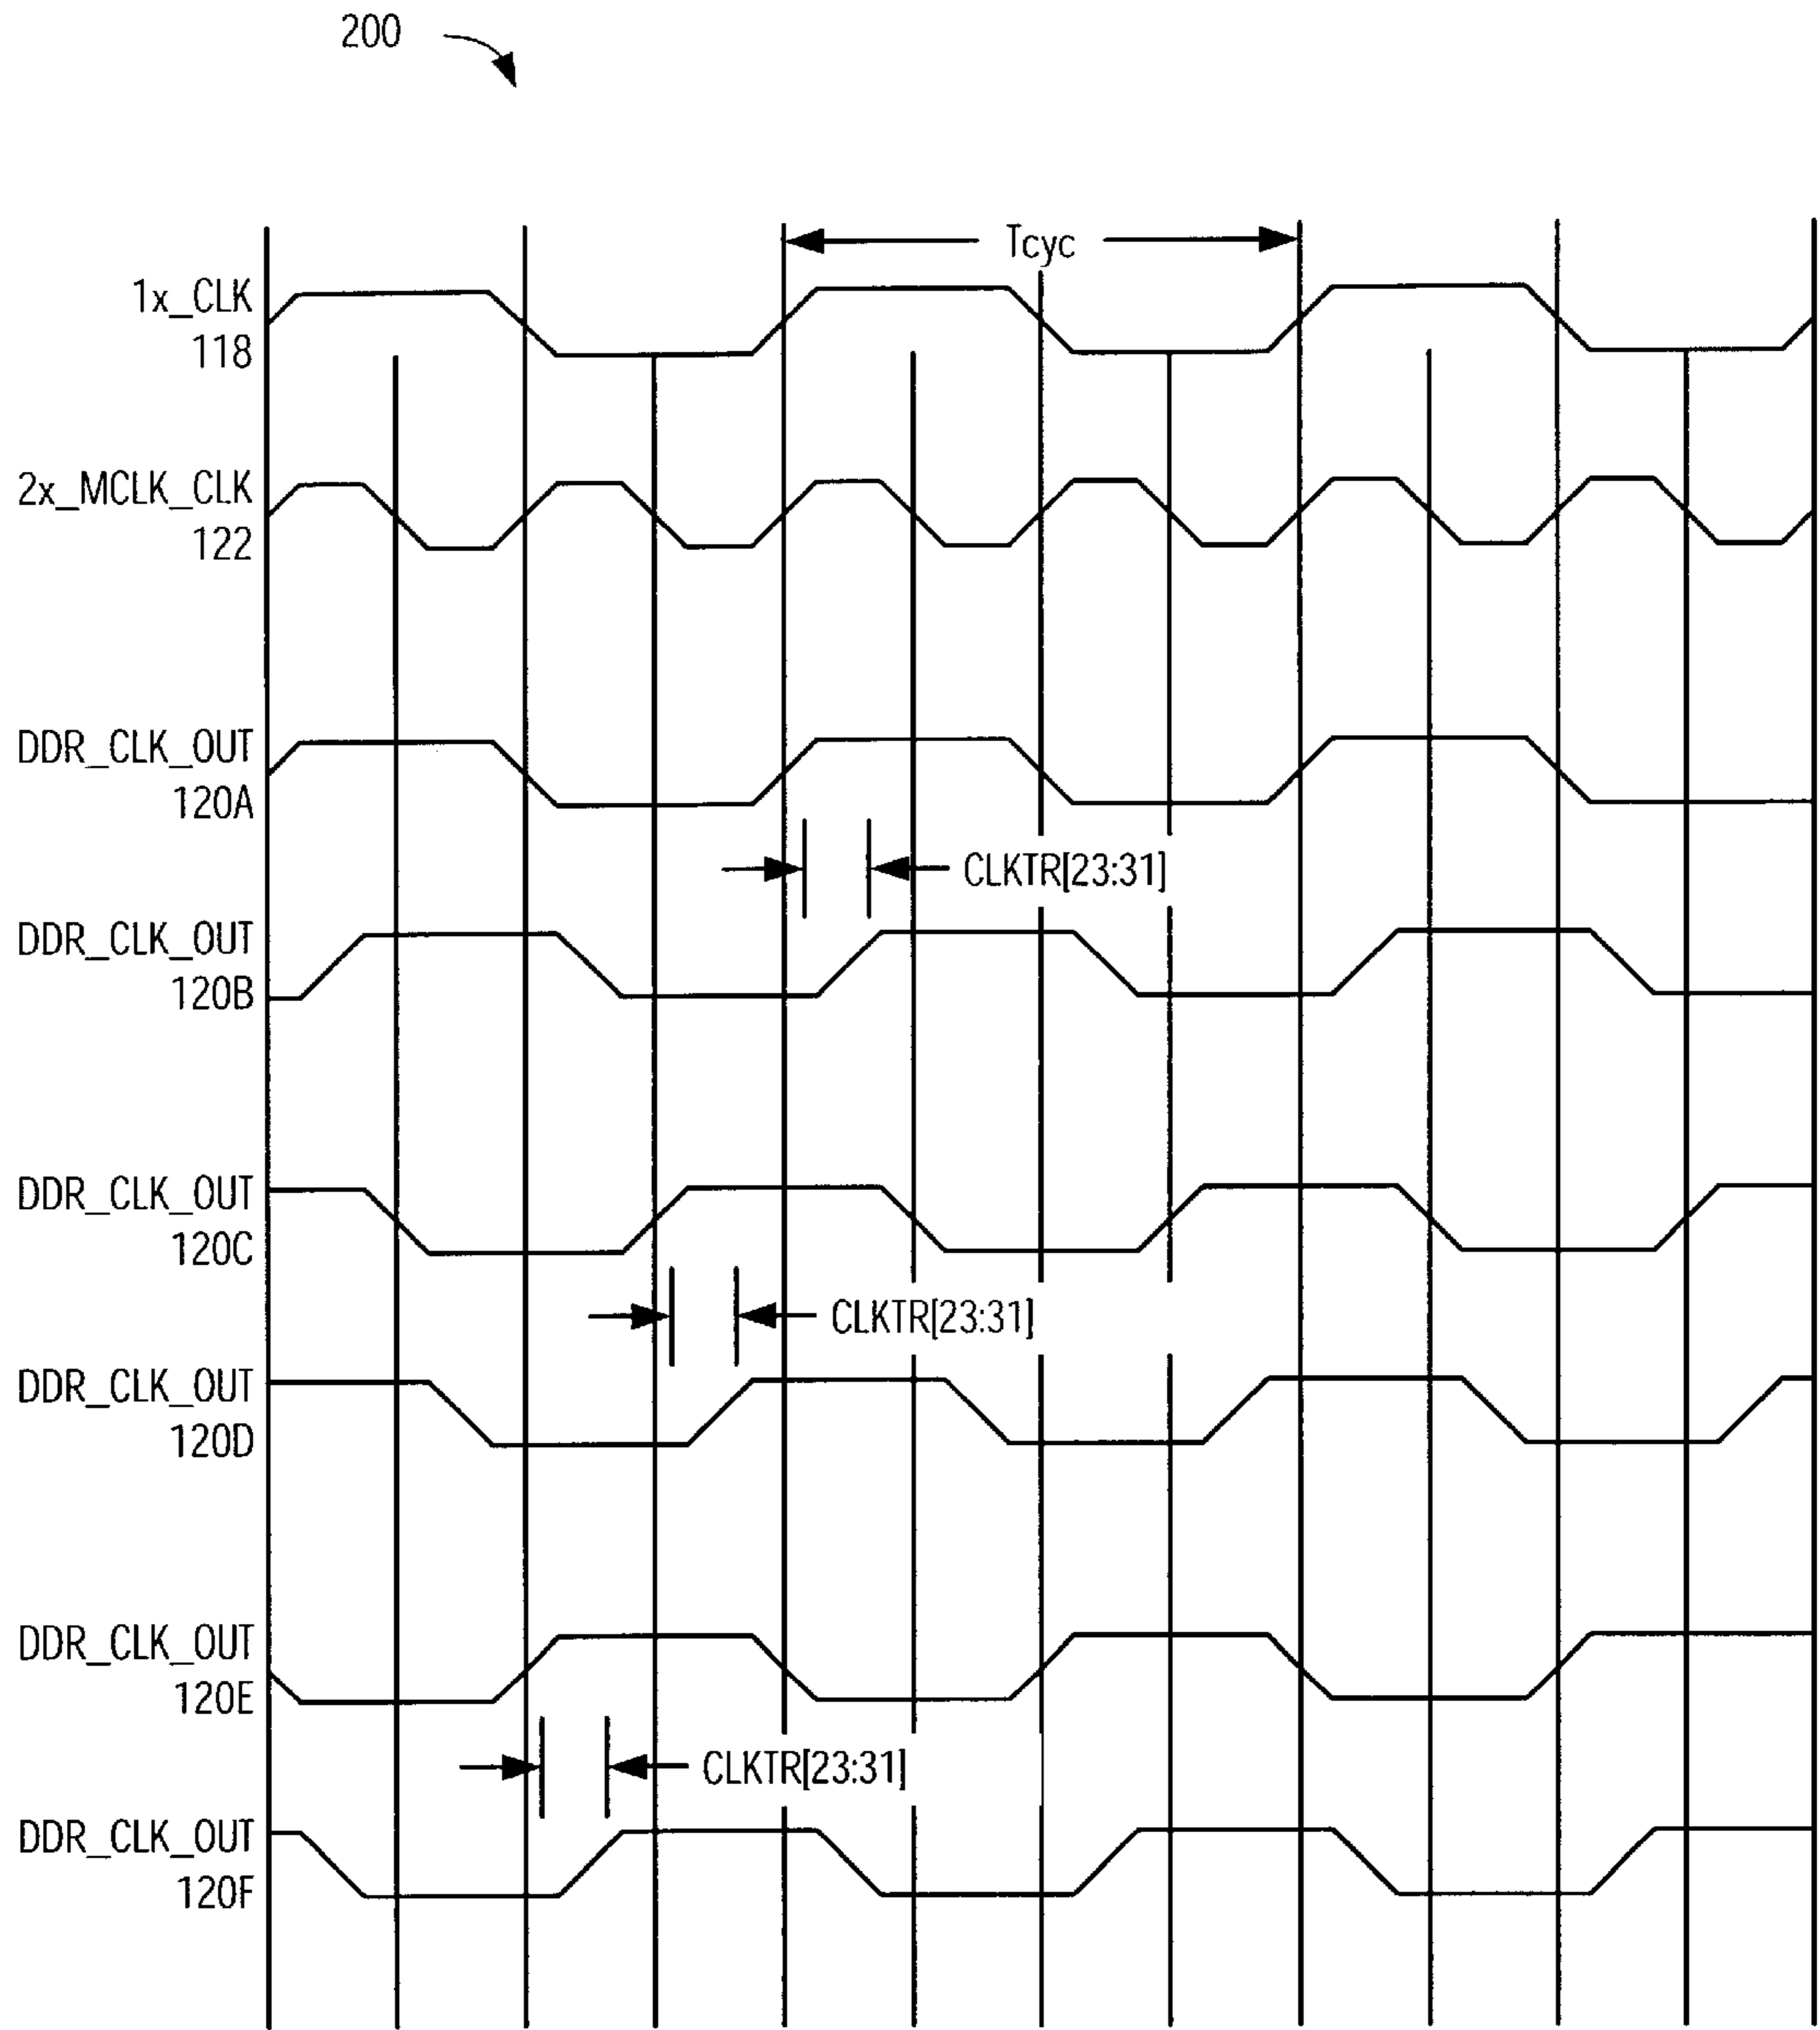 200
Tcyc
1x_CLK
118
2x_MCLK_CLK
122
DDR_CLK_OUT
120A
CLKTR[23:31]
DDR_CLK_OUT
120B
DDR_CLK_OUT
120C
CLKTR[23:31]
DDR_CLK_OUT
120D
DDR_CLK_OUT
120E
CLKTR[23:31]
DDR_CLK_OUT
120F